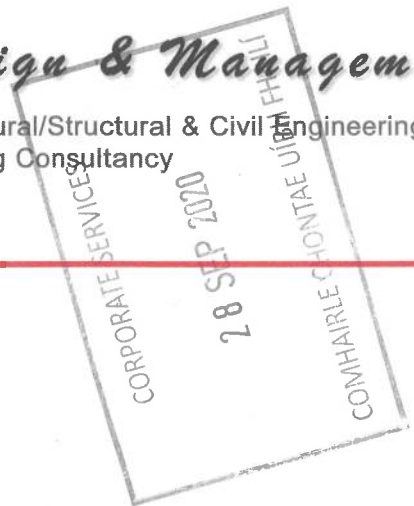 ign & Managem
ural/Structural & Civil Engineering
g Consultancy
CORPORATE SERVICES
28 SEP 2020
COMHAIRLE CHONTAE UÍBH FHAILÍ